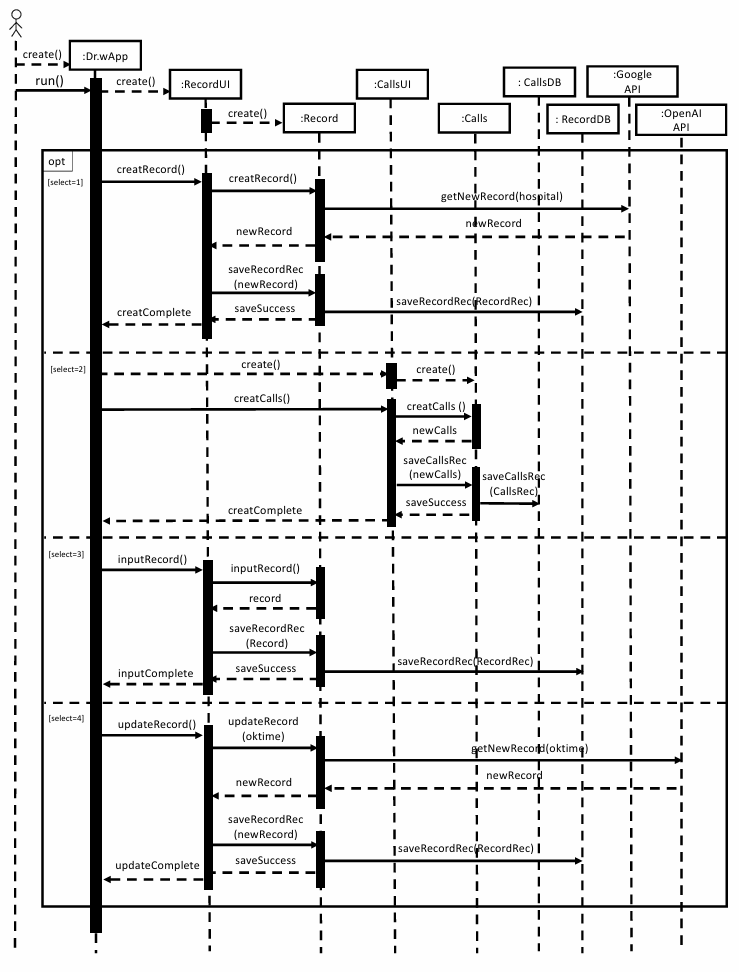 create()
:Dr.wApp
run()
create()
:RecordUI
create()
:Record
:CallsUI
:Calls
: CallsDB
: RecordDB
:Google
API
:OpenAI
API
opt
[select=1]
creatRecord()
creatRecord()
getNewRecord(hospital)
newRecord
newRecord
saveRecordRec
(newRecord)
saveRecordRec(RecordRec)
saveSuccess
creatComplete
[select=2]
create()
create()
creatCalls()
creatCalls ()
newCalls
saveCallsRec
(newCalls)
saveCallsRec
(CallsRec)
saveSuccess
creatComplete
[select=3]
inputRecord()
inputRecord()
record
saveRecordRec
(Record)
saveRecordRec(RecordRec)
saveSuccess
inputComplete
[select=4]
updateRecord()
updateRecord
(oktime)
getNewRecord(oktime)
newRecord
newRecord
saveRecordRec
(newRecord)
saveRecordRec(RecordRec)
saveSuccess
updateComplete